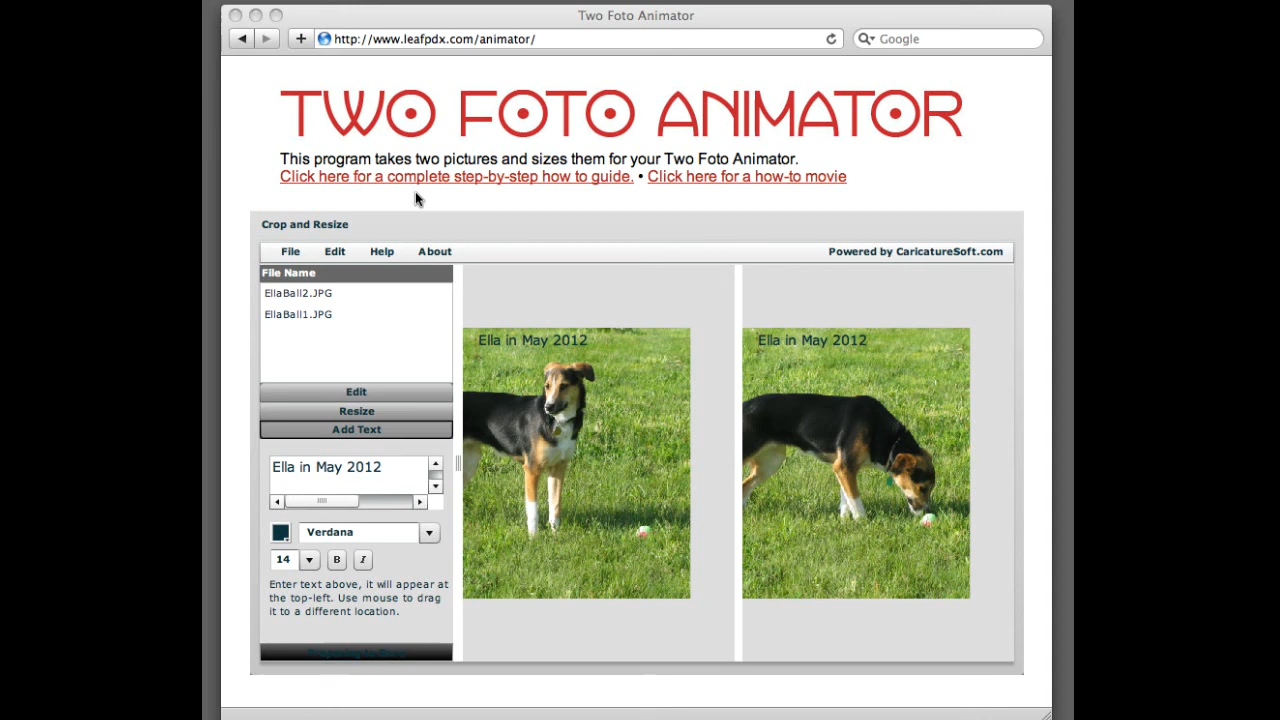 Two Foto Animator
http://www.leafpdx.com/animator/
Google
TWO FOTO ANIMATOR
This program takes two pictures and sizes them for your Two Foto Animator.
Click here for a complete step-by-step how to guide. • Click here for a how-to movie
Crop and Resize
File Edit Help About
Powered by CaricatureSoft.com
File Name
EllaBall2.JPG
EllaBall1.JPG
Edit
Resize
Add Text
Ella in May 2012
Verdana
14 B I
Enter text above, it will appear at
the top-left. Use mouse to drag
it to a different location.
Ella in May 2012
Ella in May 2012